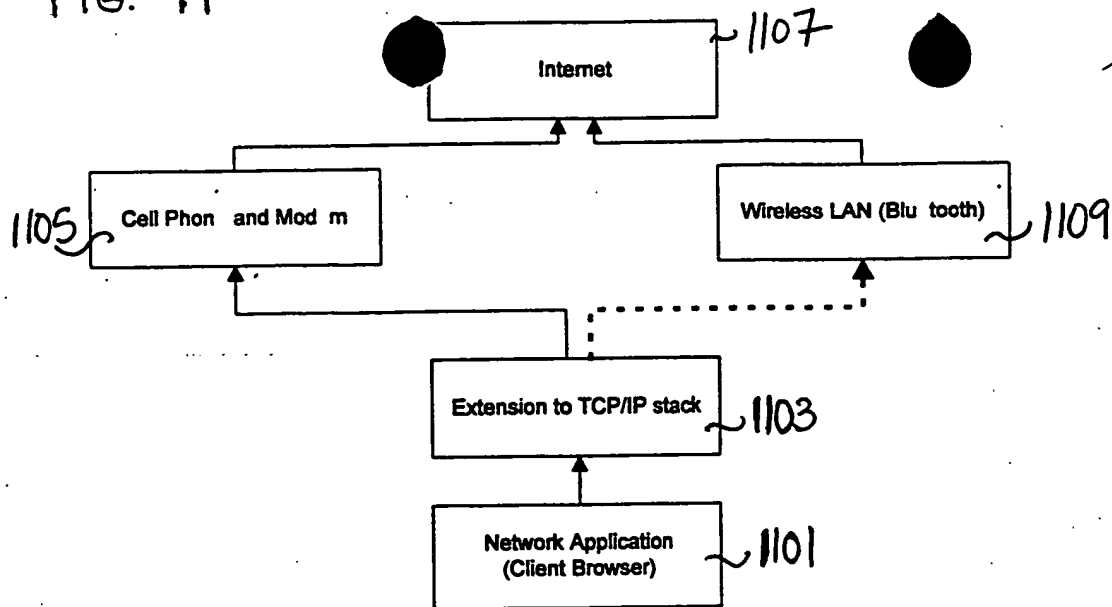 FIG. 11
Internet
1107
Cell Phon and Mod m
1105
Wireless LAN (Blu tooth)
1109
Extension to TCP/IP stack
1103
Network Application
(Client Browser)
1101